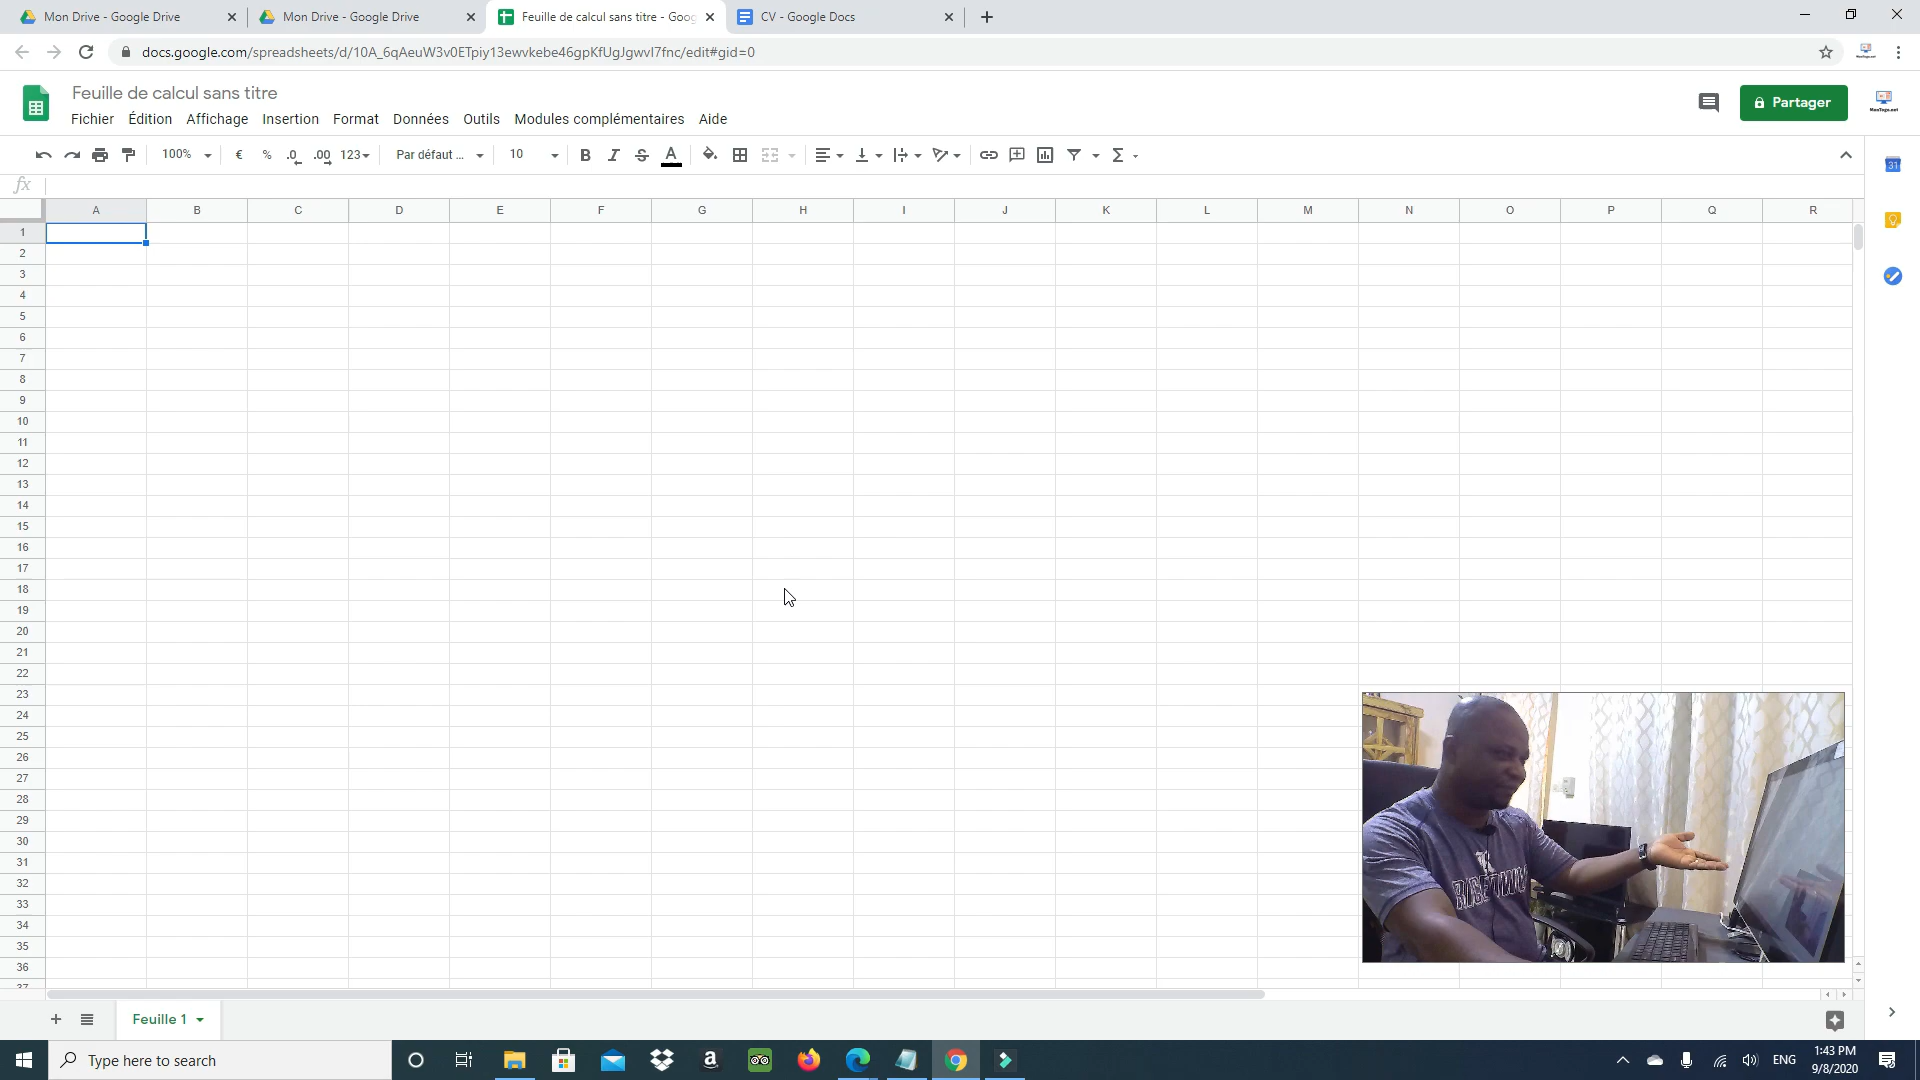 Mon Drive - Google Drive
Mon Drive - Google Drive
Feuille de calcul sans titre - Goog
CV - Google Docs
docs.google.com/spreadsheets/d/10A_6qAeuW3v0ETpiy13ewvkebe46gpKfUgJgwvI7fnc/edit#gid=0
Feuille de calcul sans titre
Fichier Édition Affichage Insertion Format Données Outils Modules complémentaires Aide
Partager
100% € % .0 .00 123 Par défaut ... 10 B I S A Σ
fx
A B C D E F G H I J K L M N O P Q R
1
2
3
4
5
6
7
8
9
10
11
12
13
14
15
16
17
18
19
20
21
22
23
24
25
26
27
28
29
30
31
32
33
34
35
36
37
31
Feuille 1
Type here to search
ENG
1:43 PM
9/8/2020